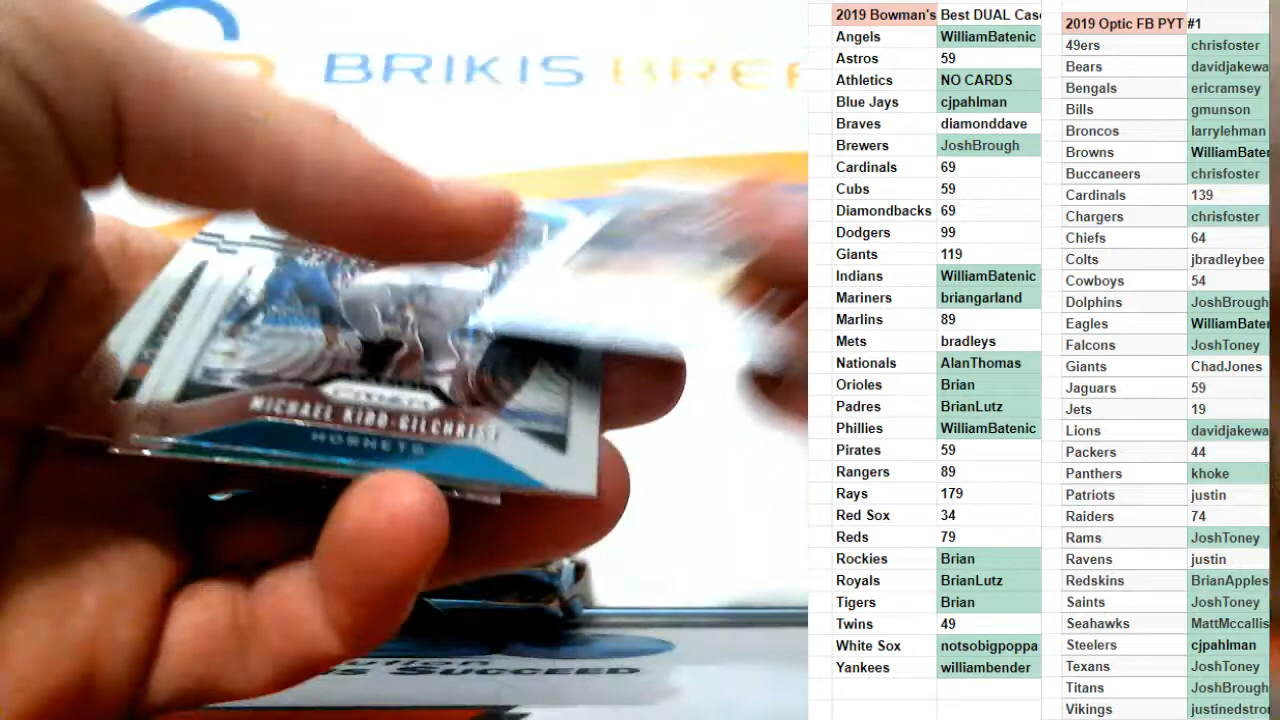 BRIKIS BREA
MICHAEL KIDD-GILCHRIST
HORNETS
SUCCEED
2019 Bowman's Best DUAL Case
Angels WilliamBatenic
Astros 59
Athletics NO CARDS
Blue Jays cjpahlman
Braves diamonddave
Brewers JoshBrough
Cardinals 69
Cubs 59
Diamondbacks 69
Dodgers 99
Giants 119
Indians WilliamBatenic
Mariners briangarland
Marlins 89
Mets bradleys
Nationals AlanThomas
Orioles Brian
Padres BrianLutz
Phillies WilliamBatenic
Pirates 59
Rangers 89
Rays 179
Red Sox 34
Reds 79
Rockies Brian
Royals BrianLutz
Tigers Brian
Twins 49
White Sox notsobigpoppa
Yankees williambender
2019 Optic FB PYT #1
49ers chrisfoster
Bears davidjakewa
Bengals ericramsey
Bills gmunson
Broncos larrylehman
Browns WilliamBater
Buccaneers chrisfoster
Cardinals 139
Chargers chrisfoster
Chiefs 64
Colts jbradleybee
Cowboys 54
Dolphins JoshBrough
Eagles WilliamBater
Falcons JoshToney
Giants ChadJones
Jaguars 59
Jets 19
Lions davidjakewa
Packers 44
Panthers khoke
Patriots justin
Raiders 74
Rams JoshToney
Ravens justin
Redskins BrianApples
Saints JoshToney
Seahawks MattMccallis
Steelers cjpahlman
Texans JoshToney
Titans JoshBrough
Vikings justinedstro